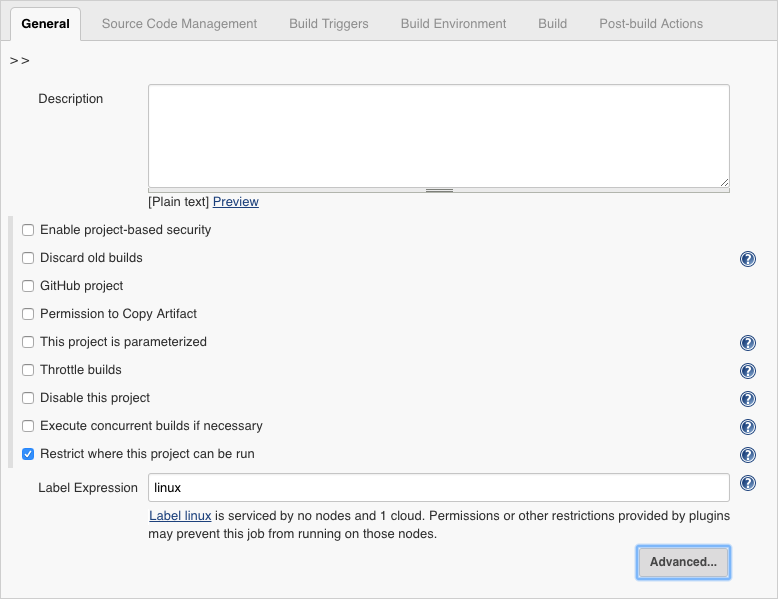 General Source Code Management Build Triggers Build Environment Build Post-build Actions
>>
Description
[Plain text] Preview
Enable project-based security
Discard old builds ?
GitHub project
Permission to Copy Artifact
This project is parameterized ?
Throttle builds ?
Disable this project ?
Execute concurrent builds if necessary ?
Restrict where this project can be run ?
Label Expression linux ?
Label linux is serviced by no nodes and 1 cloud. Permissions or other restrictions provided by plugins
may prevent this job from running on those nodes.
Advanced...